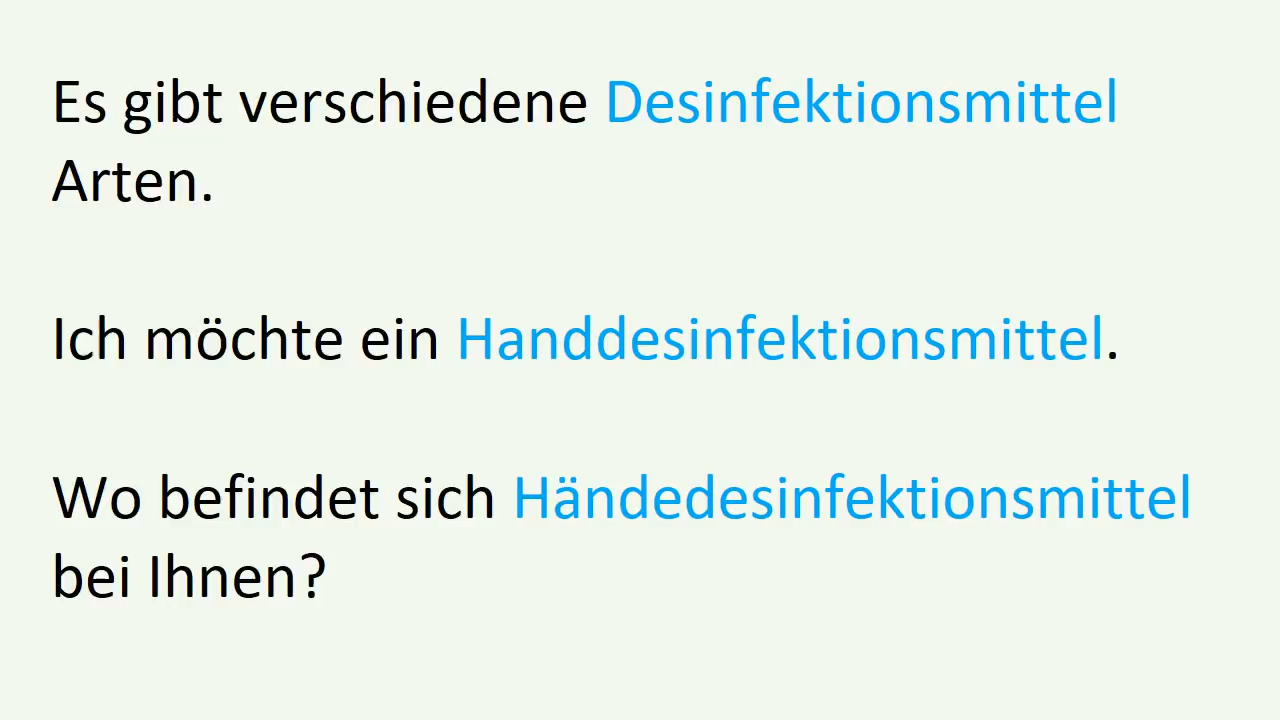 Es gibt verschiedene Desinfektionsmittel
Arten.
Ich möchte ein Handdesinfektionsmittel.
Wo befindet sich Händedesinfektionsmittel
bei Ihnen?